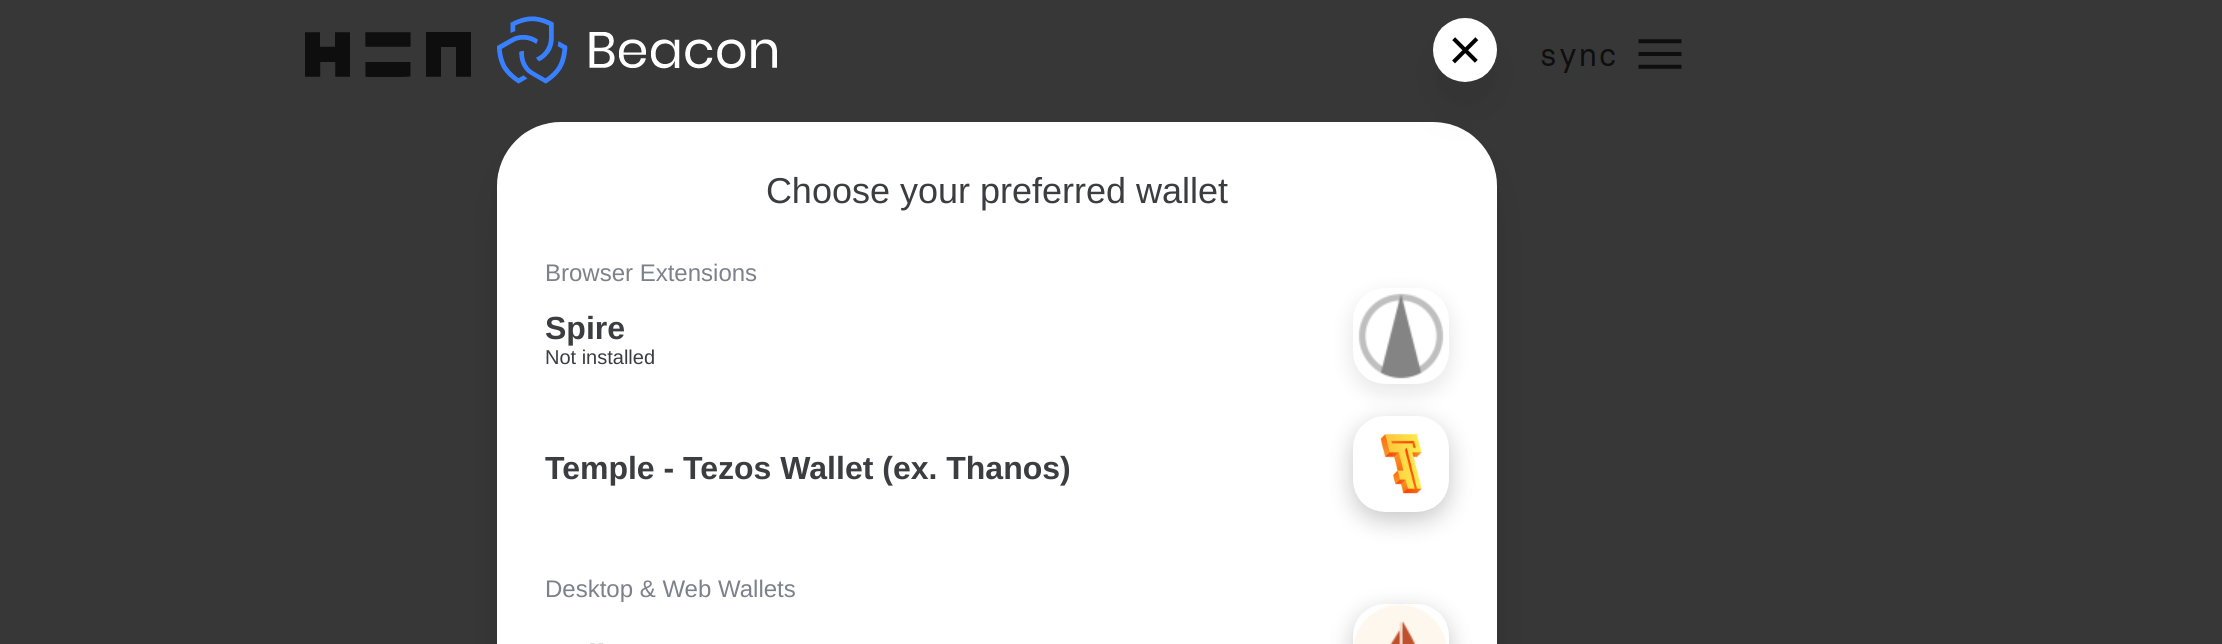 H=N Beacon sync
Choose your preferred wallet
Browser Extensions
Spire
Not installed
Temple - Tezos Wallet (ex. Thanos)
Desktop & Web Wallets